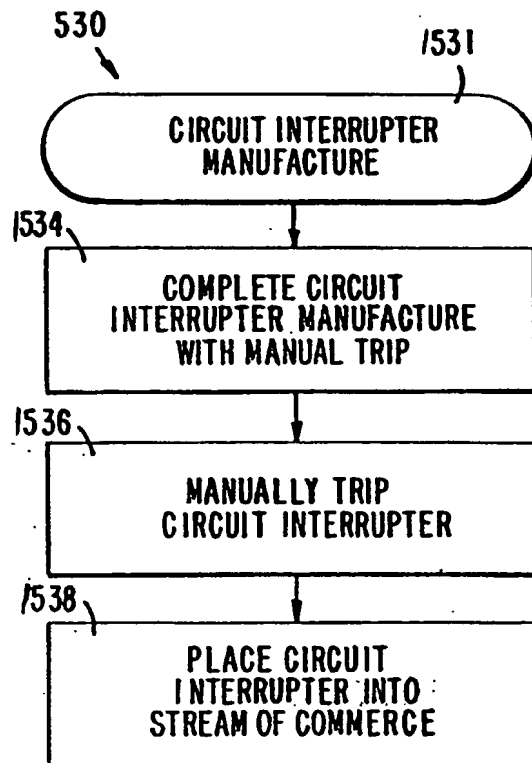 530
1531
CIRCUIT INTERRUPTER
MANUFACTURE
1534
COMPLETE CIRCUIT
INTERRUPTER MANUFACTURE
WITH MANUAL TRIP
1536
MANUALLY TRIP
CIRCUIT INTERRUPTER
1538
PLACE CIRCUIT
INTERRUPTER INTO
STREAM OF COMMERCE